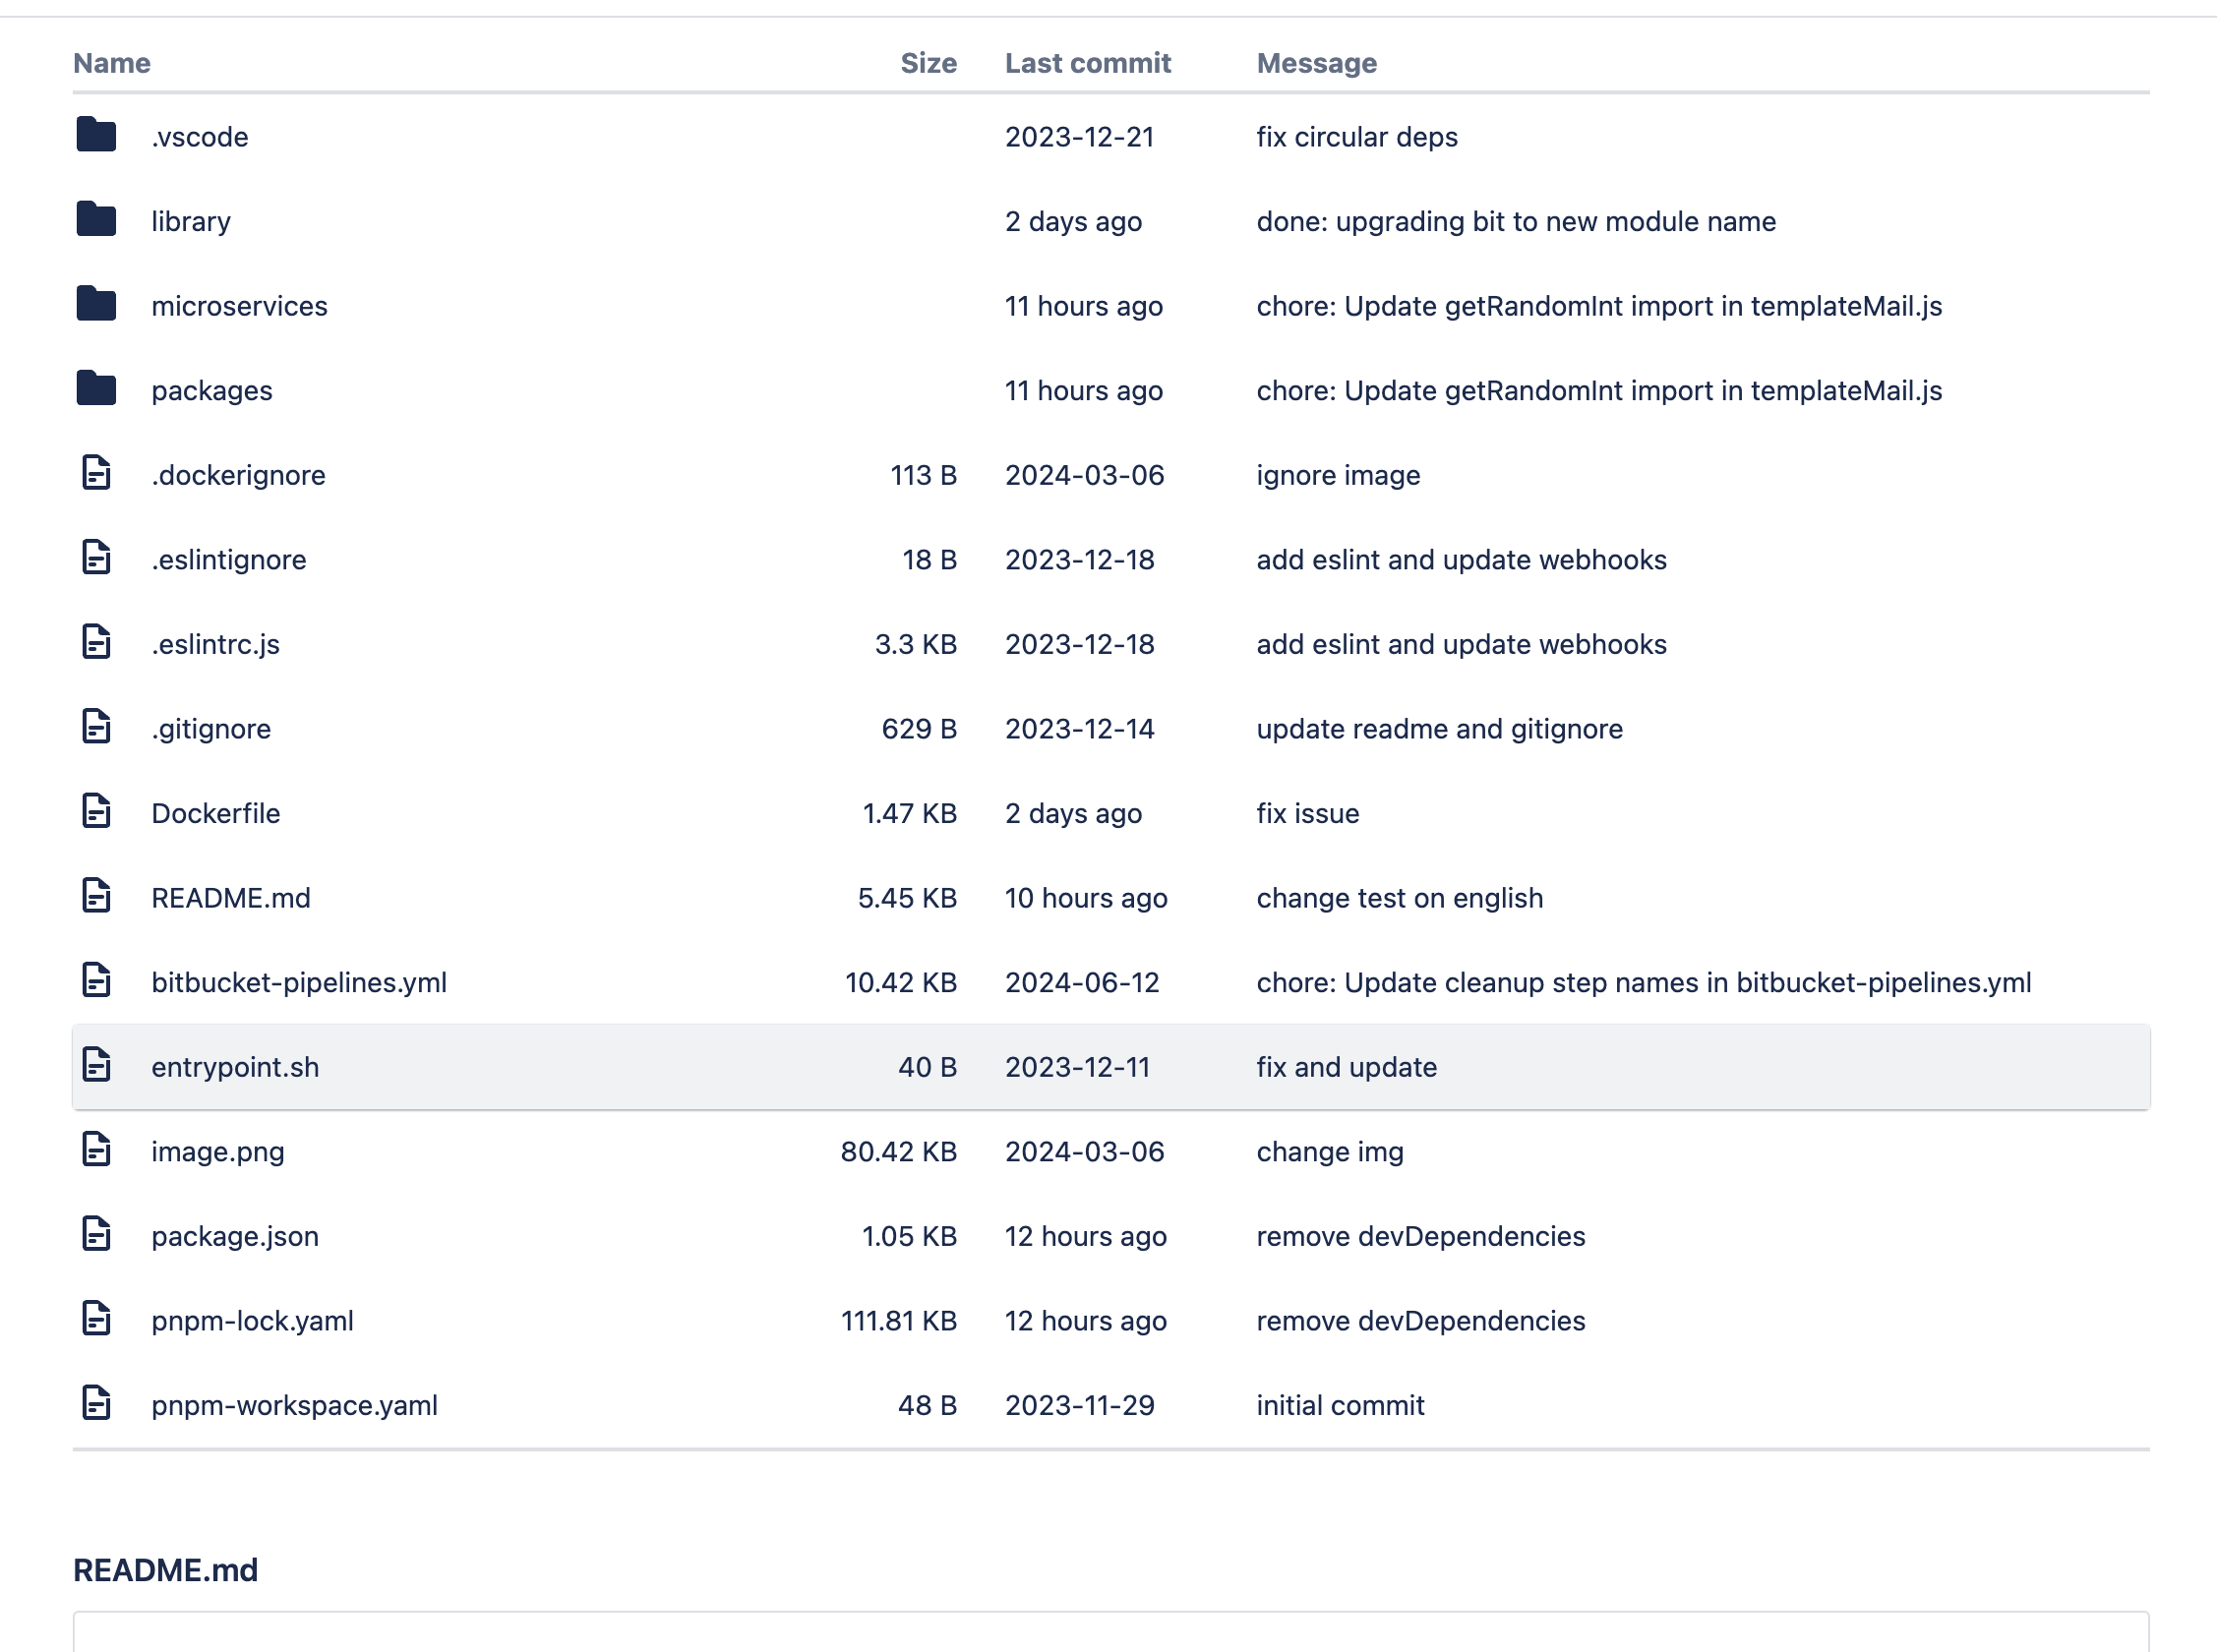 Name Size Last commit Message
.vscode 2023-12-21 fix circular deps
library 2 days ago done: upgrading bit to new module name
microservices 11 hours ago chore: Update getRandomInt import in templateMail.js
packages 11 hours ago chore: Update getRandomInt import in templateMail.js
.dockerignore 113 B 2024-03-06 ignore image
.eslintignore 18 B 2023-12-18 add eslint and update webhooks
.eslintrc.js 3.3 KB 2023-12-18 add eslint and update webhooks
.gitignore 629 B 2023-12-14 update readme and gitignore
Dockerfile 1.47 KB 2 days ago fix issue
README.md 5.45 KB 10 hours ago change test on english
bitbucket-pipelines.yml 10.42 KB 2024-06-12 chore: Update cleanup step names in bitbucket-pipelines.yml
entrypoint.sh 40 B 2023-12-11 fix and update
image.png 80.42 KB 2024-03-06 change img
package.json 1.05 KB 12 hours ago remove devDependencies
pnpm-lock.yaml 111.81 KB 12 hours ago remove devDependencies
pnpm-workspace.yaml 48 B 2023-11-29 initial commit
README.md